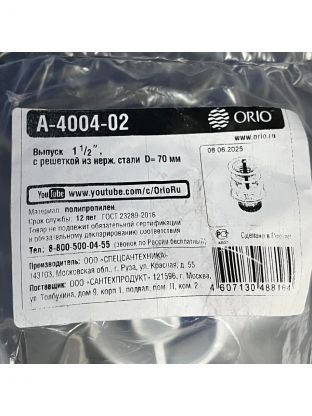 ORIO
www.orio.ru
A-4004-02
Выпуск 1 1/2",
с решеткой из нерж. стали D= 70 мм
08.06.2025
YouTube www.youtube.com/c/OrioRu
Материал: полипропилен.
Срок службы: 12 лет ГОСТ 23289-2016
Товар не подлежит обязательной сертификации
и обязательному декларированию соответствия
Тел: 8-800-500-04-55 (звонок по России бесплатный)
Сделано в России
Производитель: ООО «СПЕЦСАНТЕХНИКА»
143103, Московская обл., г. Руза, ул. Красная, д. 55
Поставщик: ООО «САНТЕХПРОДУКТ» 121596, г. Москва,
ул. Толбухина, дом 9, корп 1, подвал, пом II, ком. 2
4 607130 488164